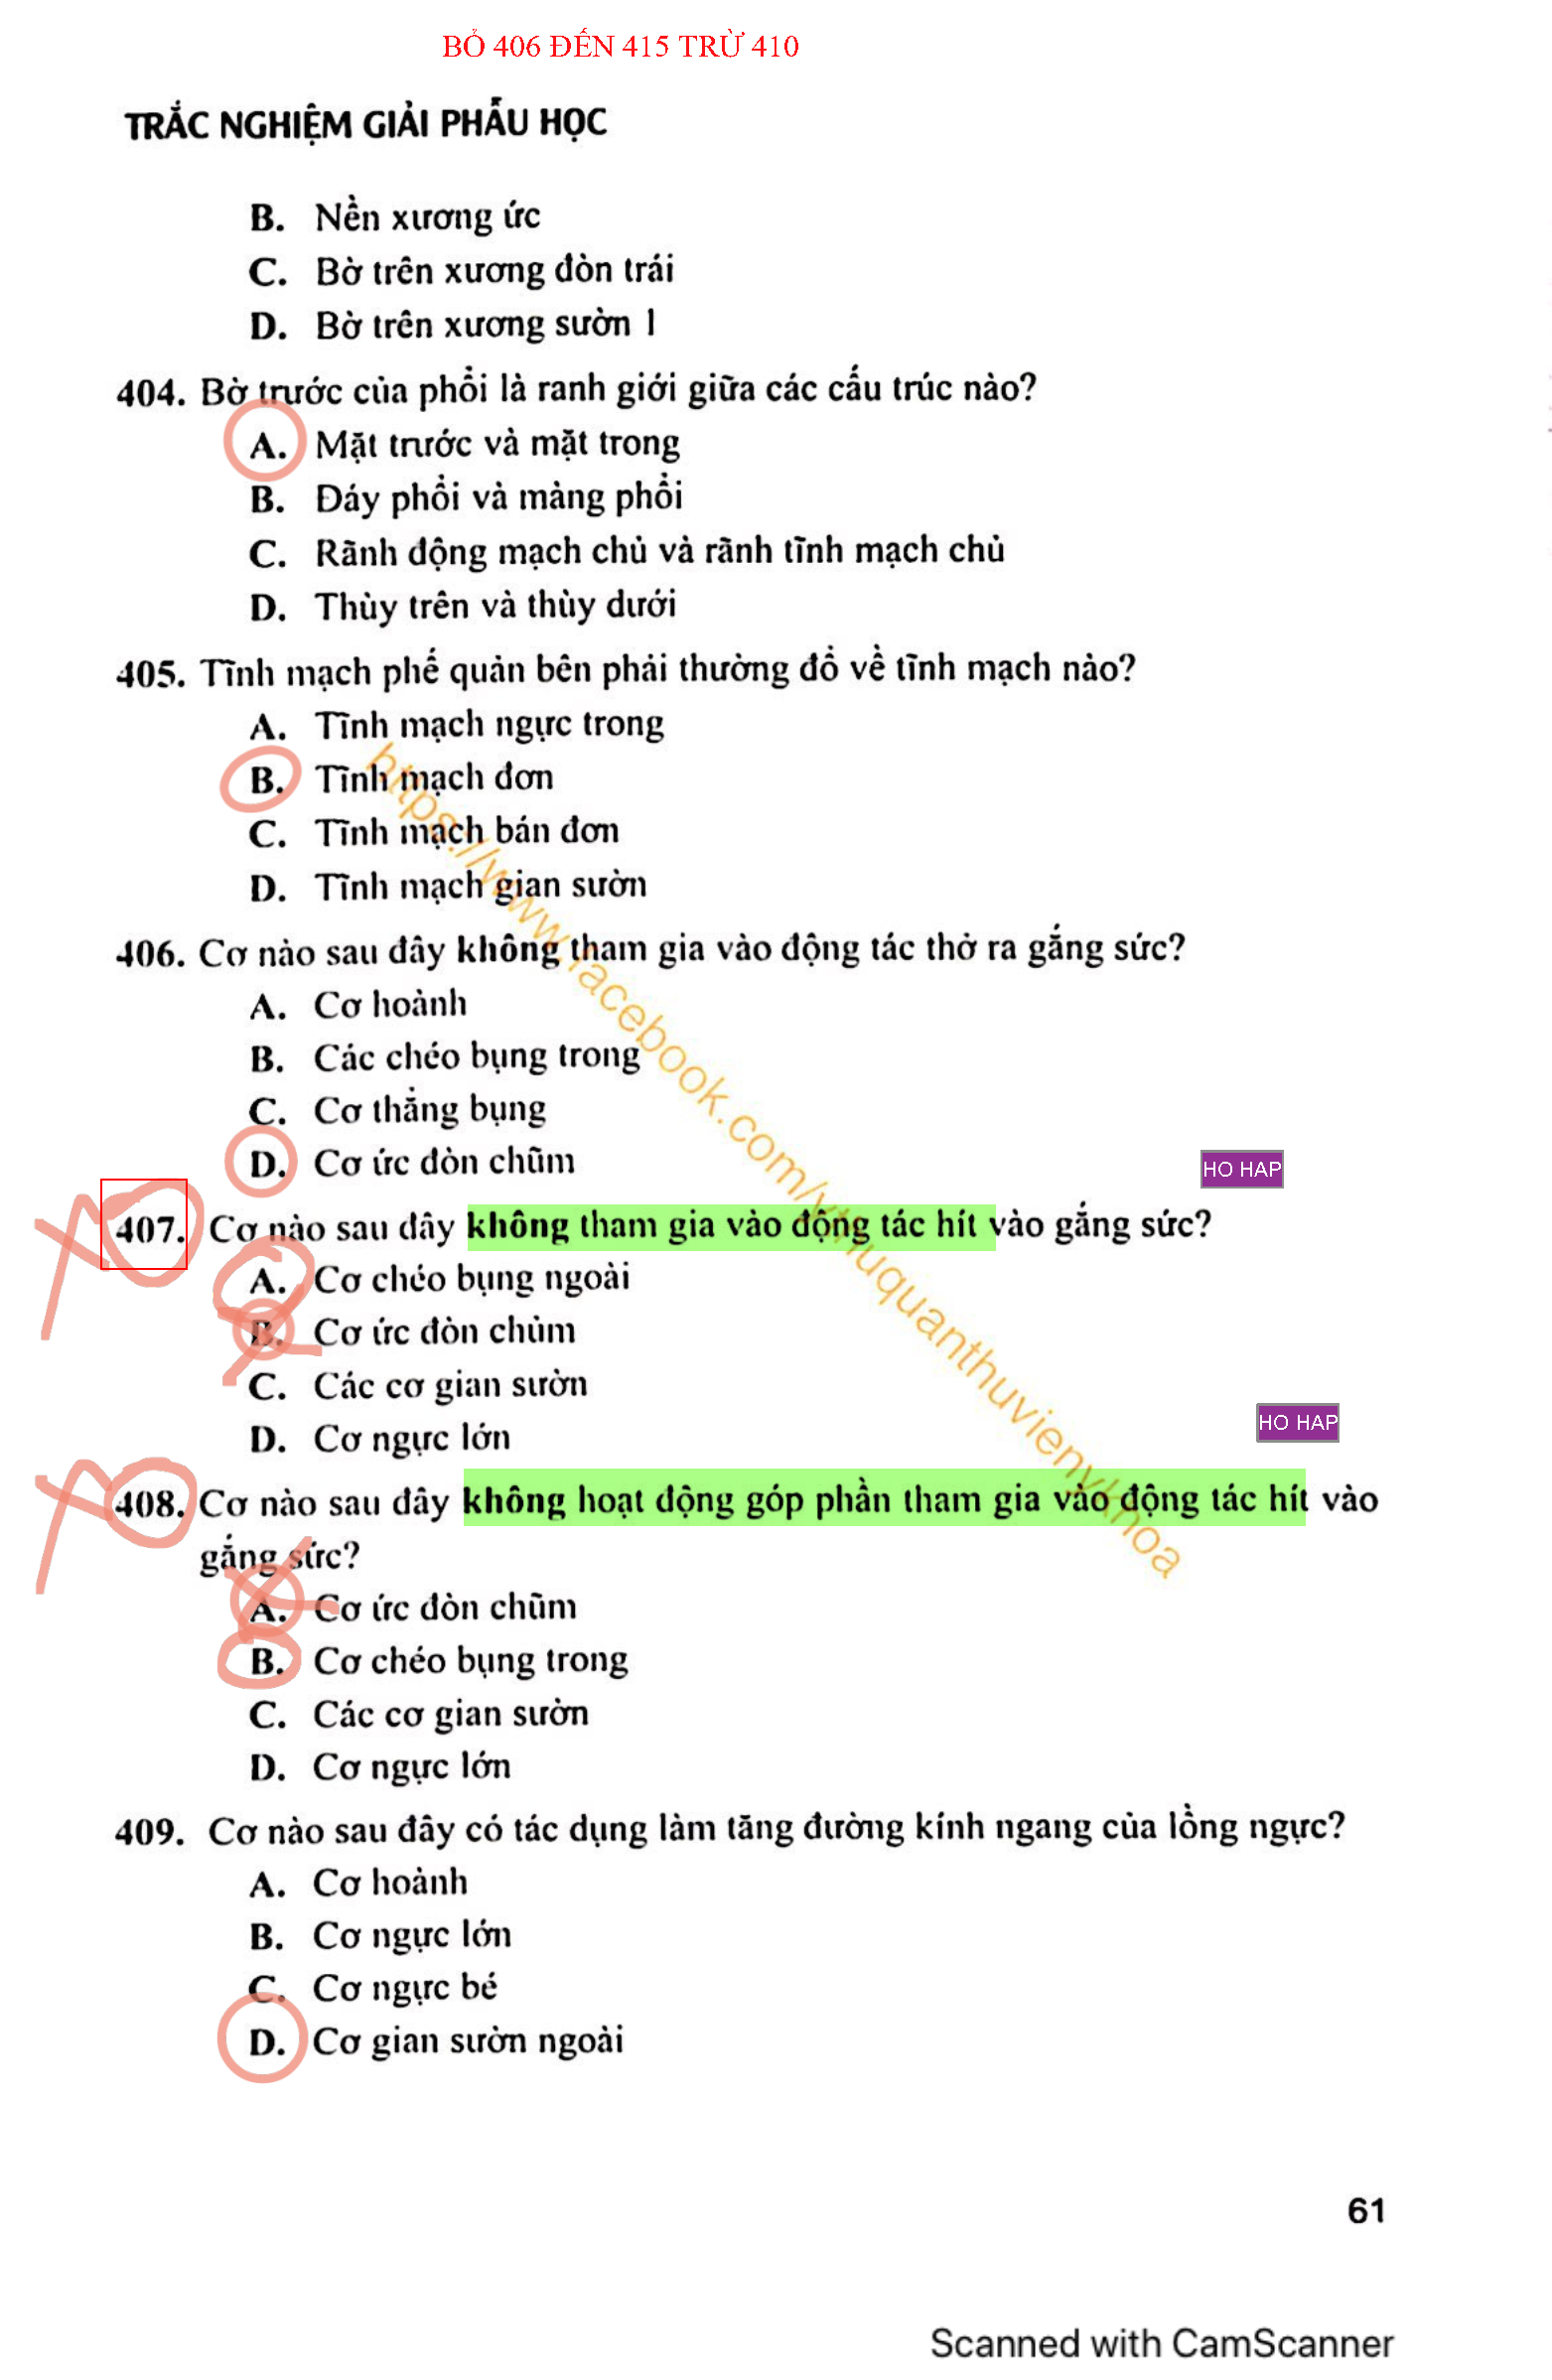 BỎ 406 ĐẾN 415 TRỪ 410
TRẮC NGHIỆM GIẢI PHẪU HỌC
B. Nền xương ức
C. Bờ trên xương đòn trái
D. Bờ trên xương sườn 1
404. Bờ trước của phổi là ranh giới giữa các cấu trúc nào?
A. Mặt trước và mặt trong
B. Đáy phổi và màng phổi
C. Rãnh động mạch chủ và rãnh tĩnh mạch chủ
D. Thùy trên và thùy dưới
405. Tĩnh mạch phế quản bên phải thường đổ về tĩnh mạch nào?
A. Tĩnh mạch ngực trong
B. Tĩnh mạch đơn
C. Tĩnh mạch bán đơn
D. Tĩnh mạch gian sườn
https://www.facebook.com/ythuquanthuvienykhoa
406. Cơ nào sau đây không tham gia vào động tác thở ra gắng sức?
A. Cơ hoành
B. Các chéo bụng trong
C. Cơ thẳng bụng
D. Cơ ức đòn chũm
HO HAP
407. Cơ nào sau đây không tham gia vào động tác hít vào gắng sức?
A. Cơ chéo bụng ngoài
B. Cơ ức đòn chũm
C. Các cơ gian sườn
D. Cơ ngực lớn
HO HAP
408. Cơ nào sau đây không hoạt động góp phần tham gia vào động tác hít vào
gắng sức?
A. Cơ ức đòn chũm
B. Cơ chéo bụng trong
C. Các cơ gian sườn
D. Cơ ngực lớn
409. Cơ nào sau đây có tác dụng làm tăng đường kính ngang của lồng ngực?
A. Cơ hoành
B. Cơ ngực lớn
C. Cơ ngực bé
D. Cơ gian sườn ngoài
61
Scanned with CamScanner